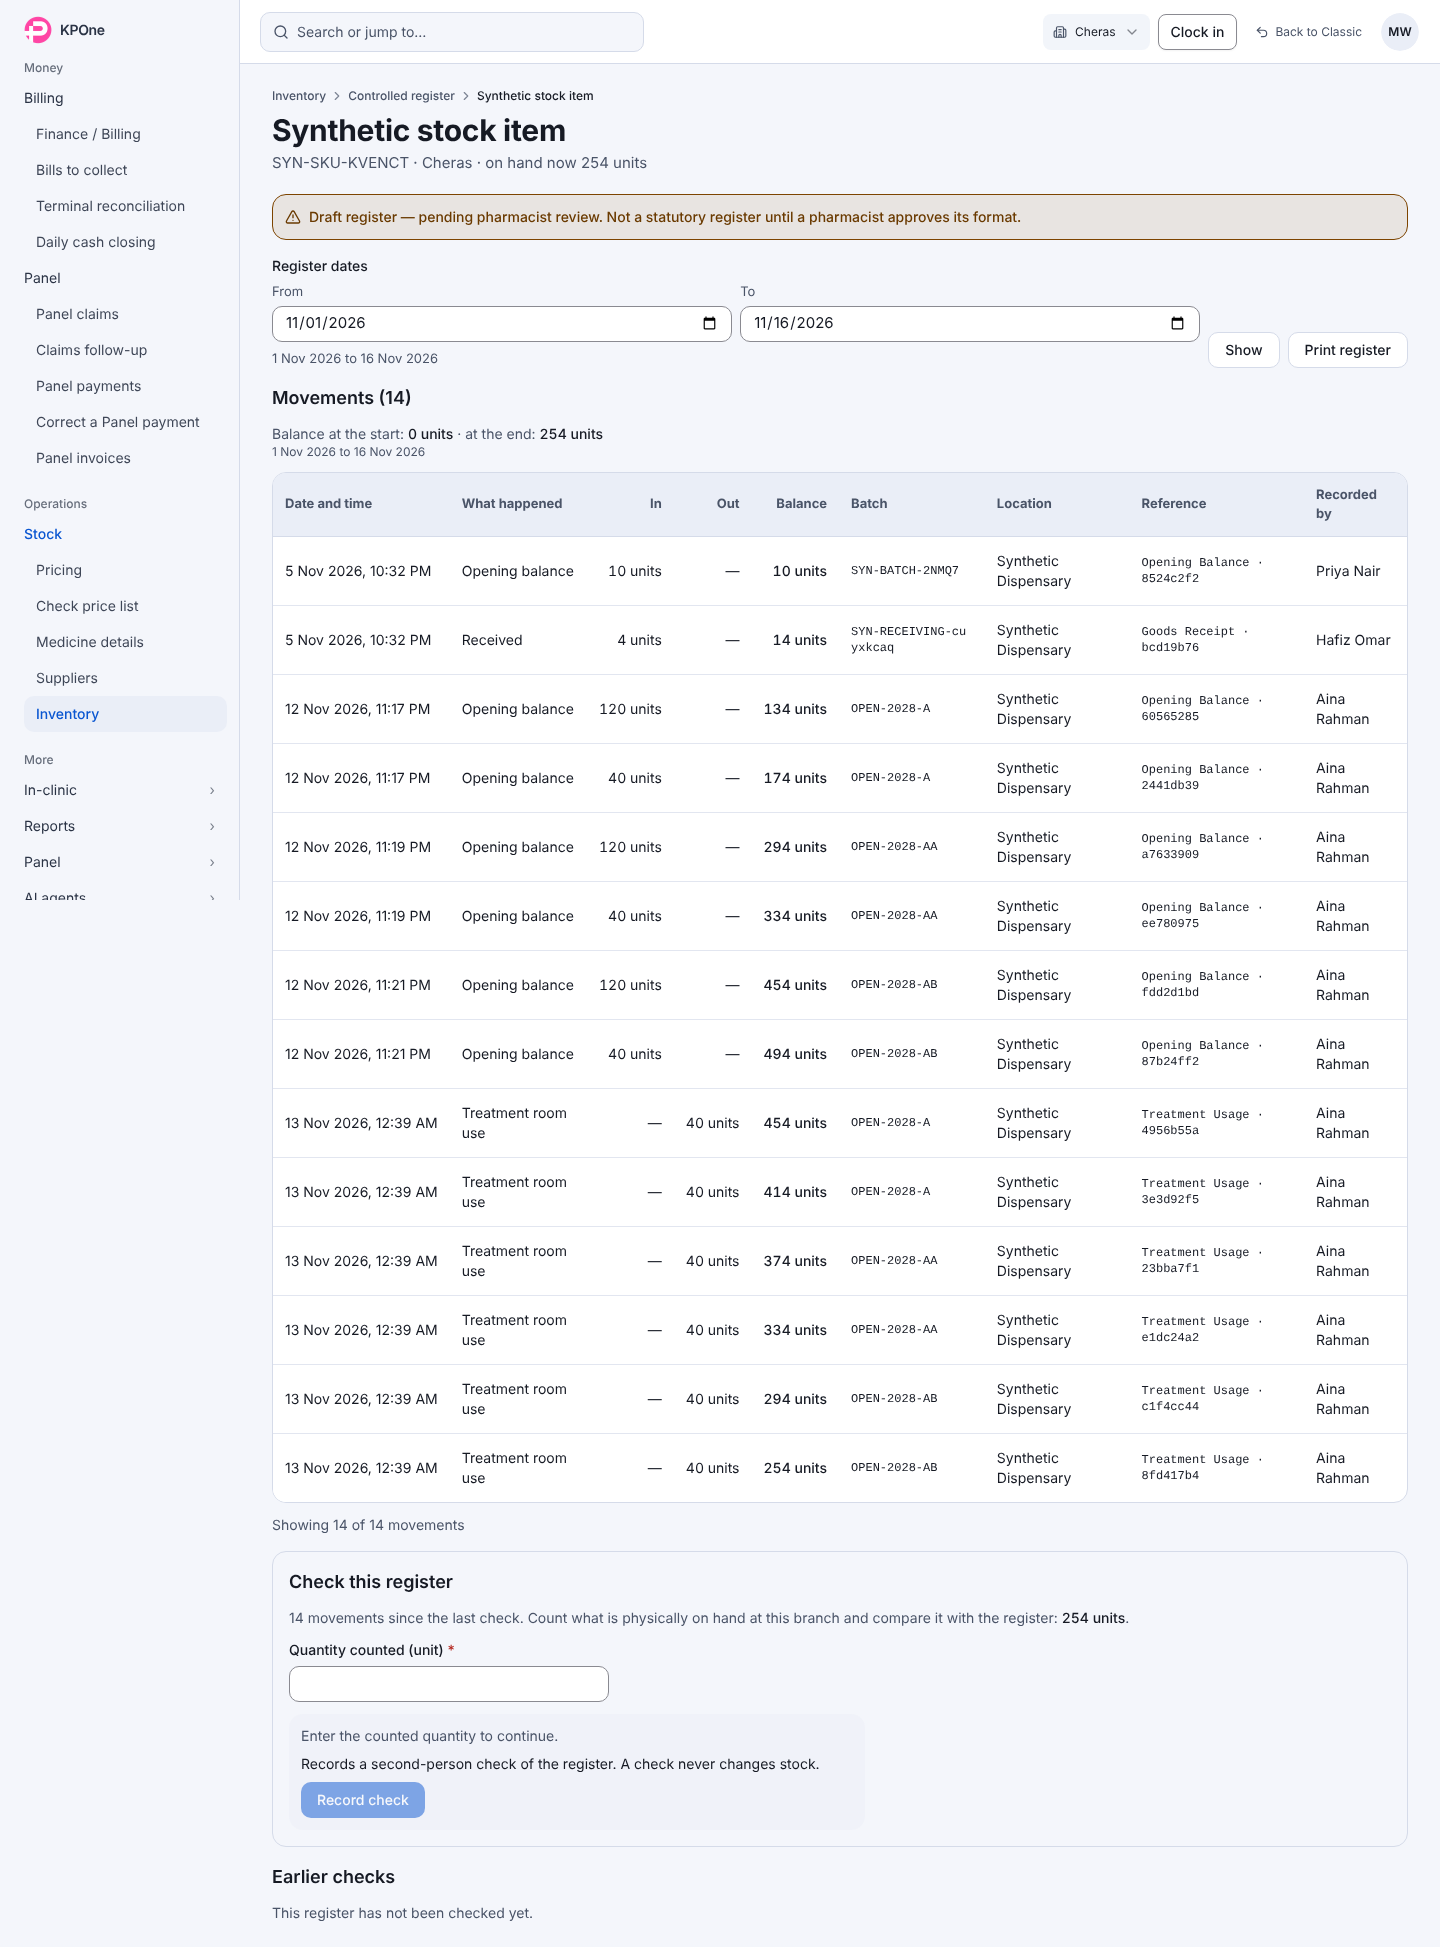 KPOne
Search or jump to...
Cheras
Clock in
Back to Classic
MW
Money
Billing
Finance / Billing
Bills to collect
Terminal reconciliation
Daily cash closing
Panel
Panel claims
Claims follow-up
Panel payments
Correct a Panel payment
Panel invoices
Operations
Stock
Pricing
Check price list
Medicine details
Suppliers
Inventory
More
In-clinic
Reports
Panel
AI agents
Inventory > Controlled register > Synthetic stock item
Synthetic stock item
SYN-SKU-KVENCT · Cheras · on hand now 254 units
Draft register — pending pharmacist review. Not a statutory register until a pharmacist approves its format.
Register dates
From To
11/01/2026 11/16/2026
1 Nov 2026 to 16 Nov 2026
Show Print register
Movements (14)
Balance at the start: 0 units · at the end: 254 units
1 Nov 2026 to 16 Nov 2026
Date and time What happened In Out Balance Batch Location Reference Recorded by
5 Nov 2026, 10:32 PM Opening balance 10 units — 10 units SYN-BATCH-2NMQ7 Synthetic Dispensary Opening Balance · 8524c2f2 Priya Nair
5 Nov 2026, 10:32 PM Received 4 units — 14 units SYN-RECEIVING-cuyxkcaq Synthetic Dispensary Goods Receipt · bcd19b76 Hafiz Omar
12 Nov 2026, 11:17 PM Opening balance 120 units — 134 units OPEN-2028-A Synthetic Dispensary Opening Balance · 60565285 Aina Rahman
12 Nov 2026, 11:17 PM Opening balance 40 units — 174 units OPEN-2028-A Synthetic Dispensary Opening Balance · 2441db39 Aina Rahman
12 Nov 2026, 11:19 PM Opening balance 120 units — 294 units OPEN-2028-AA Synthetic Dispensary Opening Balance · a7633909 Aina Rahman
12 Nov 2026, 11:19 PM Opening balance 40 units — 334 units OPEN-2028-AA Synthetic Dispensary Opening Balance · ee780975 Aina Rahman
12 Nov 2026, 11:21 PM Opening balance 120 units — 454 units OPEN-2028-AB Synthetic Dispensary Opening Balance · fdd2d1bd Aina Rahman
12 Nov 2026, 11:21 PM Opening balance 40 units — 494 units OPEN-2028-AB Synthetic Dispensary Opening Balance · 87b24ff2 Aina Rahman
13 Nov 2026, 12:39 AM Treatment room use — 40 units 454 units OPEN-2028-A Synthetic Dispensary Treatment Usage · 4956b55a Aina Rahman
13 Nov 2026, 12:39 AM Treatment room use — 40 units 414 units OPEN-2028-A Synthetic Dispensary Treatment Usage · 3e3d92f5 Aina Rahman
13 Nov 2026, 12:39 AM Treatment room use — 40 units 374 units OPEN-2028-AA Synthetic Dispensary Treatment Usage · 23bba7f1 Aina Rahman
13 Nov 2026, 12:39 AM Treatment room use — 40 units 334 units OPEN-2028-AA Synthetic Dispensary Treatment Usage · e1dc24a2 Aina Rahman
13 Nov 2026, 12:39 AM Treatment room use — 40 units 294 units OPEN-2028-AB Synthetic Dispensary Treatment Usage · c1f4cc44 Aina Rahman
13 Nov 2026, 12:39 AM Treatment room use — 40 units 254 units OPEN-2028-AB Synthetic Dispensary Treatment Usage · 8fd417b4 Aina Rahman
Showing 14 of 14 movements
Check this register
14 movements since the last check. Count what is physically on hand at this branch and compare it with the register: 254 units.
Quantity counted (unit) *
Enter the counted quantity to continue.
Records a second-person check of the register. A check never changes stock.
Record check
Earlier checks
This register has not been checked yet.